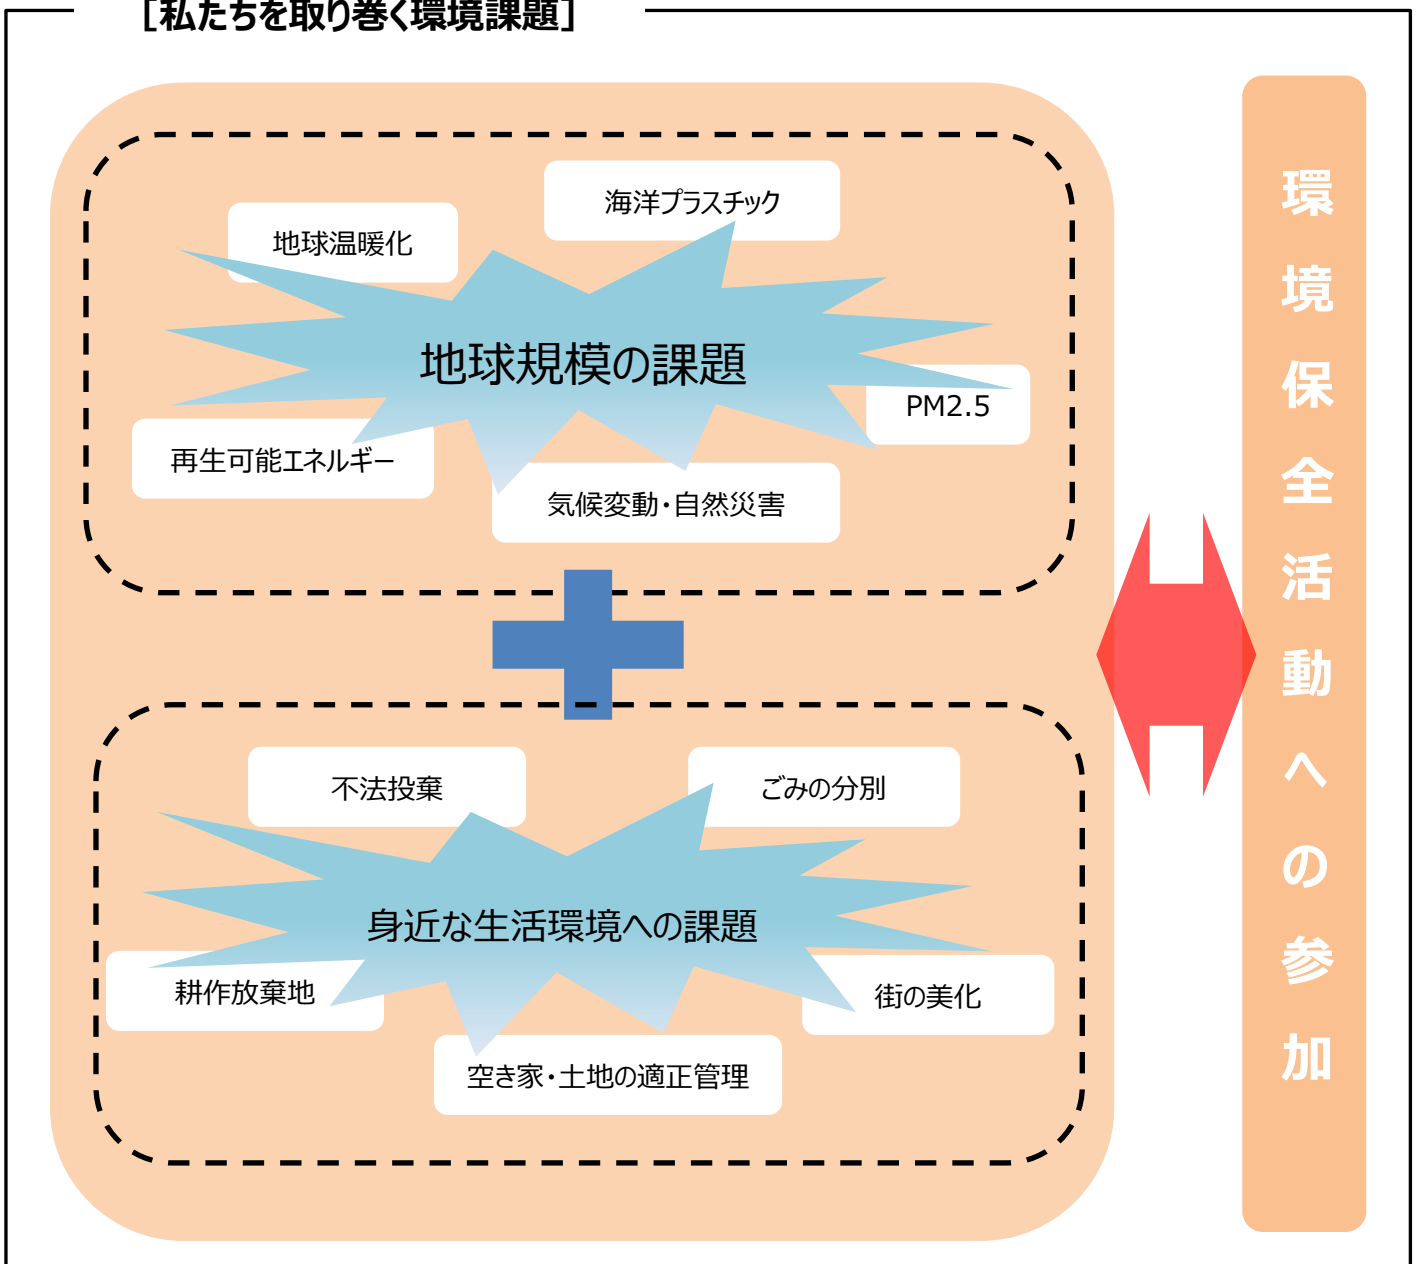 [私たちを取り巻く環境課題]
海洋プラスチック
地球温暖化
地球規模の課題
PM2.5
再生可能エネルギー
気候変動・自然災害
不法投棄
ごみの分別
身近な生活環境への課題
耕作放棄地
街の美化
空き家・土地の適正管理
環境保全活動への参加